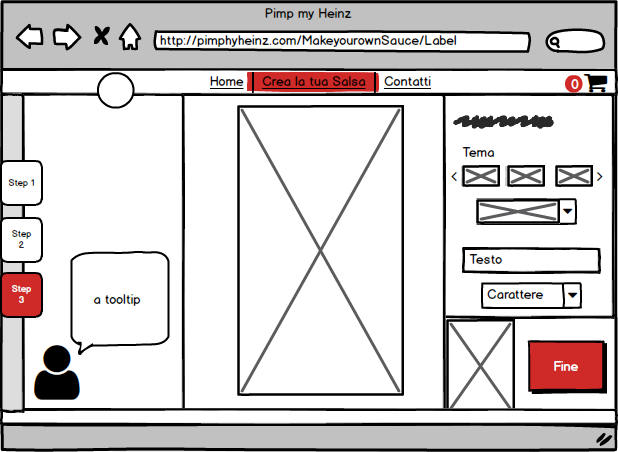 Pimp my Heinz
http://pimphyheinz.com/MakeyourownSauce/Label
Home
Crea la tua Salsa
Contatti
0
Step 1
Step
2
Step
3
a tooltip
Tema
Testo
Carattere
Fine